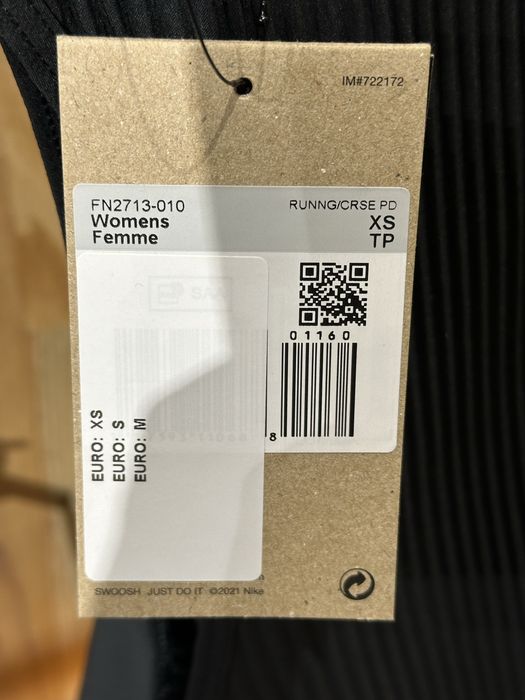 IM#722172
FN2713-010
RUNNG/CRSE PD
Womens
XS
Femme
TP
01160
8
EURO: XS
EURO: S
EURO: M
SWOOSH JUST DO IT ©2021 Nike